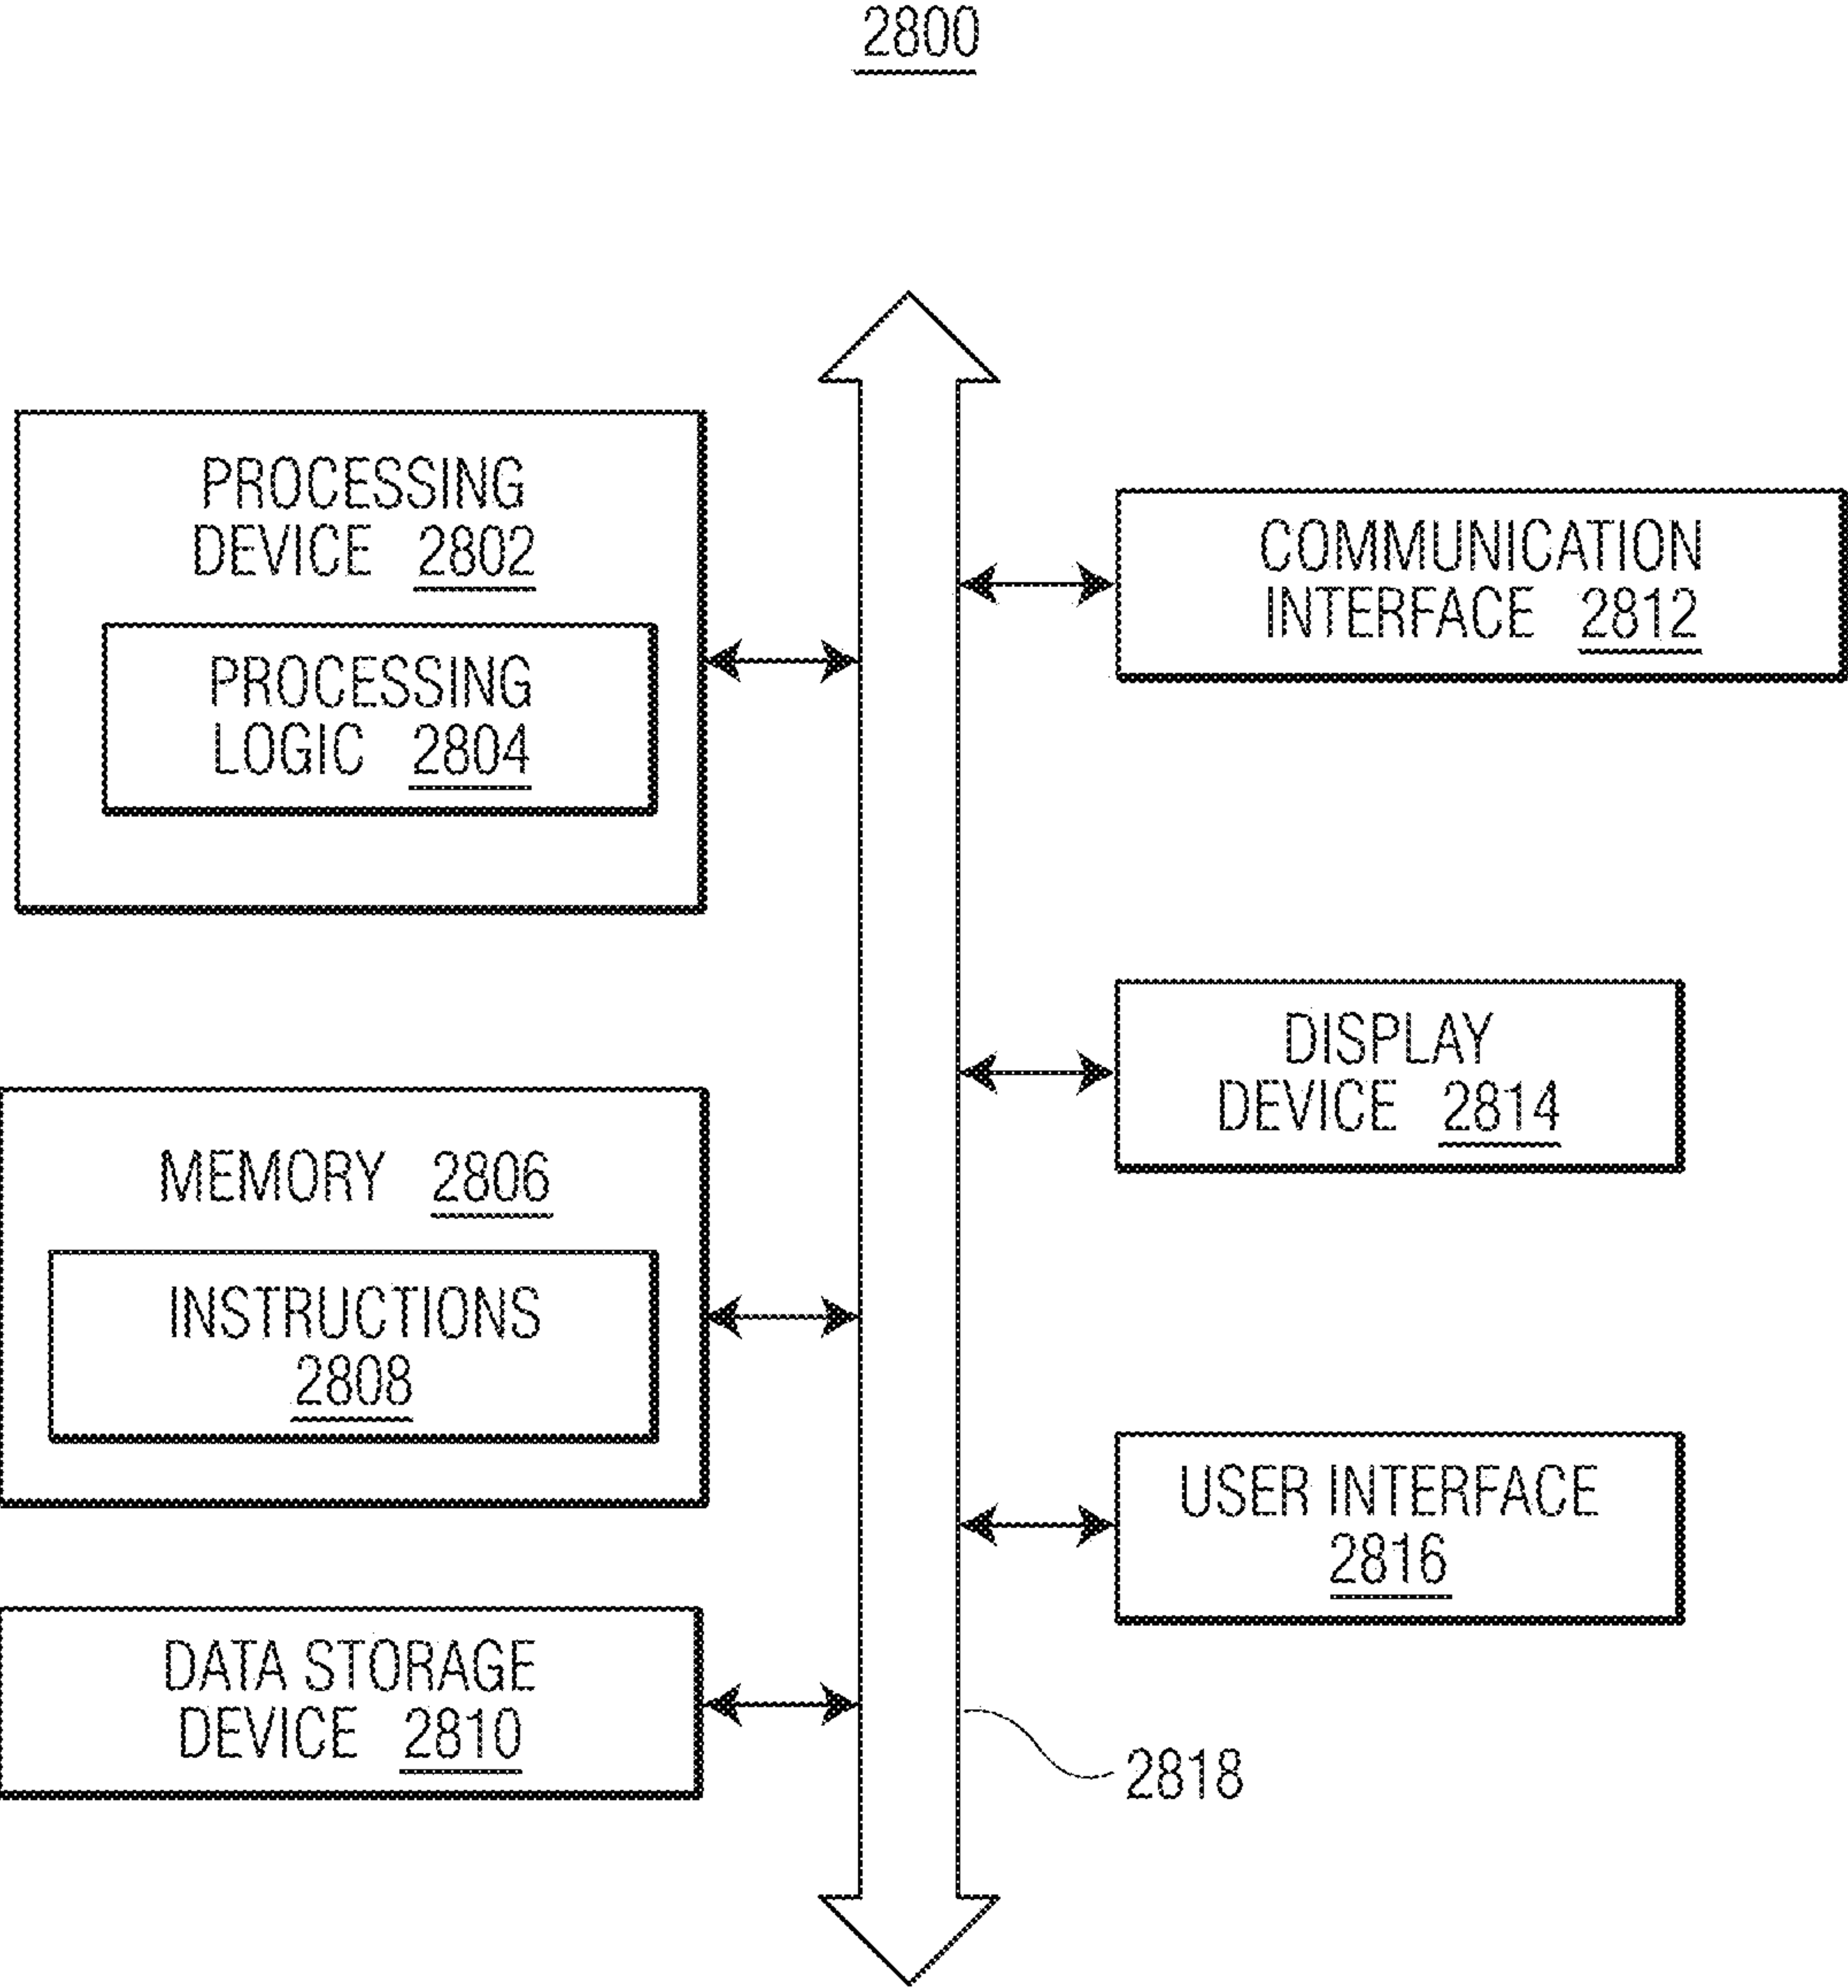 2800
PROCESSING
DEVICE 2802
PROCESSING
LOGIC 2804
MEMORY 2806
INSTRUCTIONS
2808
DATA STORAGE
DEVICE 2810
COMMUNICATION
INTERFACE 2812
DISPLAY
DEVICE 2814
USER INTERFACE
2816
2818